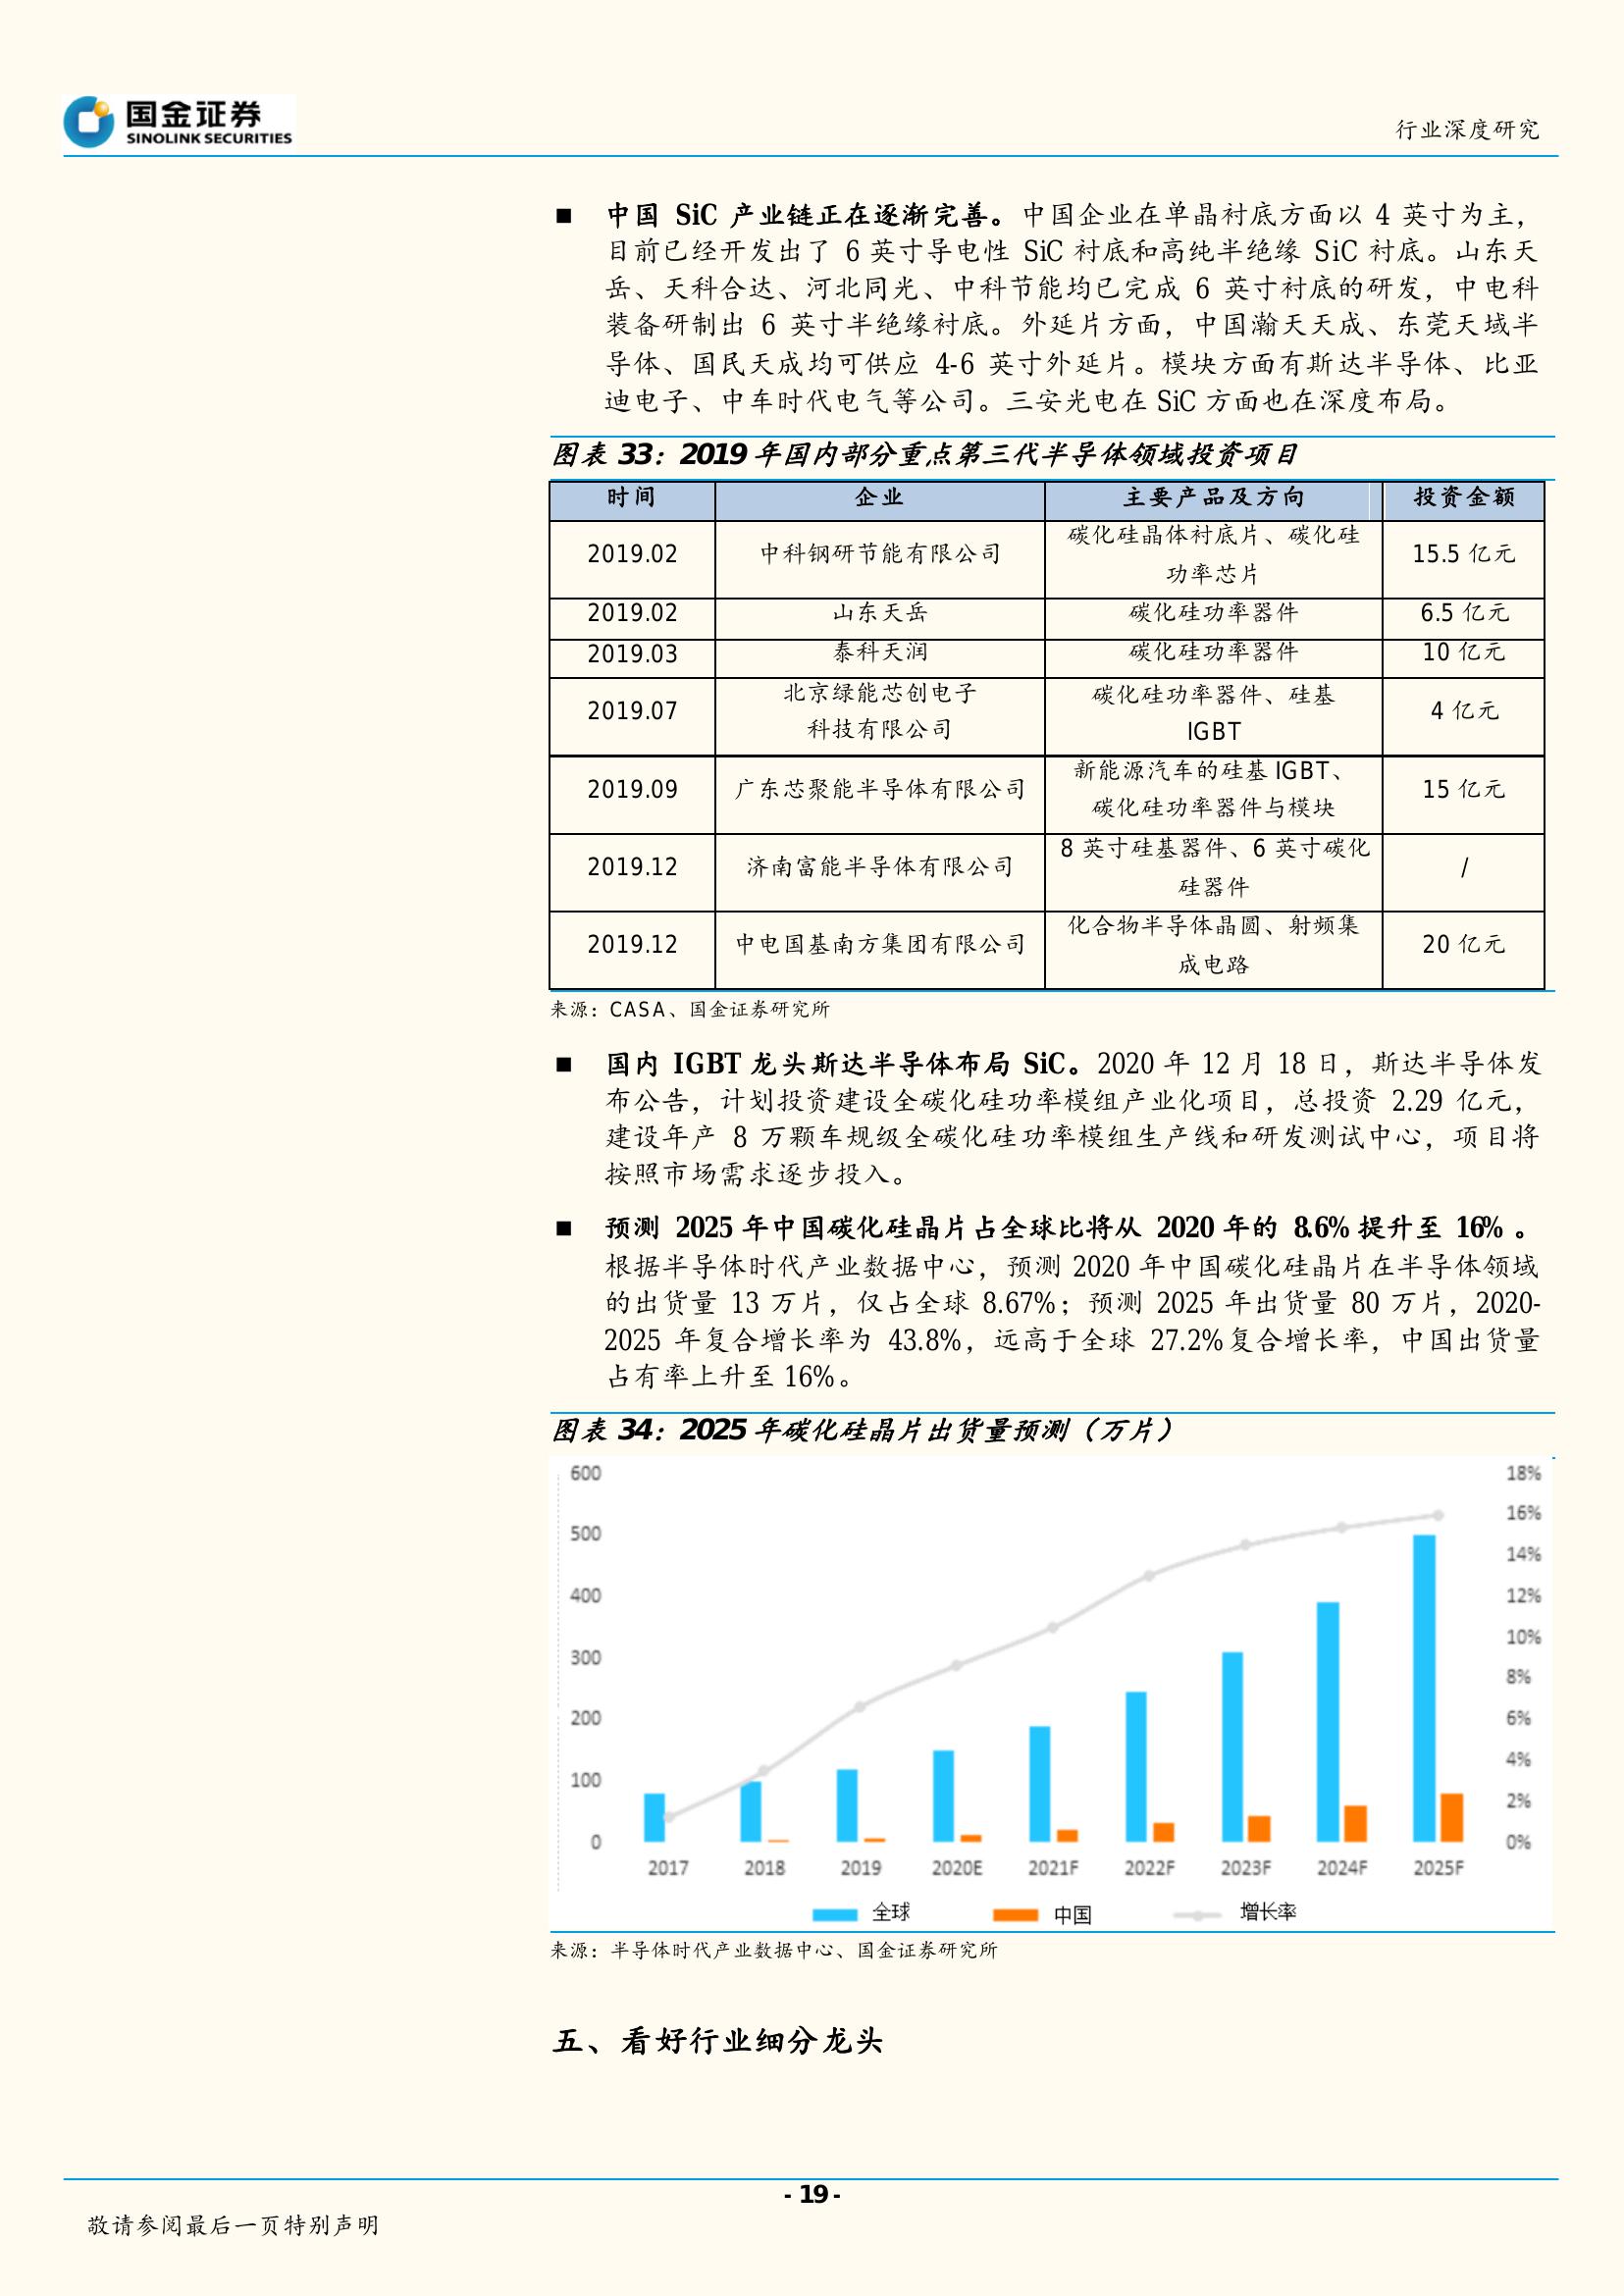 国金证券
SINOLINK SECURITIES
行业深度研究
■ 中国 SiC 产业链正在逐渐完善。中国企业在单晶衬底方面以 4 英寸为主，
目前已经开发出了 6 英寸导电性 SiC 衬底和高纯半绝缘 SiC 衬底。山东天
岳、天科合达、河北同光、中科节能均已完成 6 英寸衬底的研发，中电科
装备研制出 6 英寸半绝缘衬底。外延片方面，中国瀚天天成、东莞天域半
导体、国民天成均可供应 4-6 英寸外延片。模块方面有斯达半导体、比亚
迪电子、中车时代电气等公司。三安光电在 SiC 方面也在深度布局。
图表 33：2019 年国内部分重点第三代半导体领域投资项目
时间 企业 主要产品及方向 投资金额
2019.02 中科钢研节能有限公司 碳化硅晶体衬底片、碳化硅 15.5 亿元
功率芯片
2019.02 山东天岳 碳化硅功率器件 6.5 亿元
2019.03 泰科天润 碳化硅功率器件 10 亿元
2019.07 北京绿能芯创电子 碳化硅功率器件、硅基 4 亿元
科技有限公司 IGBT
2019.09 广东芯聚能半导体有限公司 新能源汽车的硅基 IGBT、 15 亿元
碳化硅功率器件与模块
2019.12 济南富能半导体有限公司 8 英寸硅基器件、6 英寸碳化 /
硅器件
2019.12 中电国基南方集团有限公司 化合物半导体晶圆、射频集 20 亿元
成电路
来源：CASA、国金证券研究所
■ 国内 IGBT 龙头斯达半导体布局 SiC。2020 年 12 月 18 日，斯达半导体发
布公告，计划投资建设全碳化硅功率模组产业化项目，总投资 2.29 亿元，
建设年产 8 万颗车规级全碳化硅功率模组生产线和研发测试中心，项目将
按照市场需求逐步投入。
■ 预测 2025 年中国碳化硅晶片占全球比将从 2020 年的 8.6% 提升至 16% 。
根据半导体时代产业数据中心，预测 2020 年中国碳化硅晶片在半导体领域
的出货量 13 万片，仅占全球 8.67%；预测 2025 年出货量 80 万片，2020-
2025 年复合增长率为 43.8%，远高于全球 27.2%复合增长率，中国出货量
占有率上升至 16%。
图表 34：2025 年碳化硅晶片出货量预测（万片）
600 18%
16%
500
14%
400 12%
300 10%
8%
200 6%
4%
100
2%
0 0%
2017 2018 2019 2020E 2021F 2022F 2023F 2024F 2025F
全球 中国 增长率
来源：半导体时代产业数据中心、国金证券研究所
五、看好行业细分龙头
- 19 -
敬请参阅最后一页特别声明